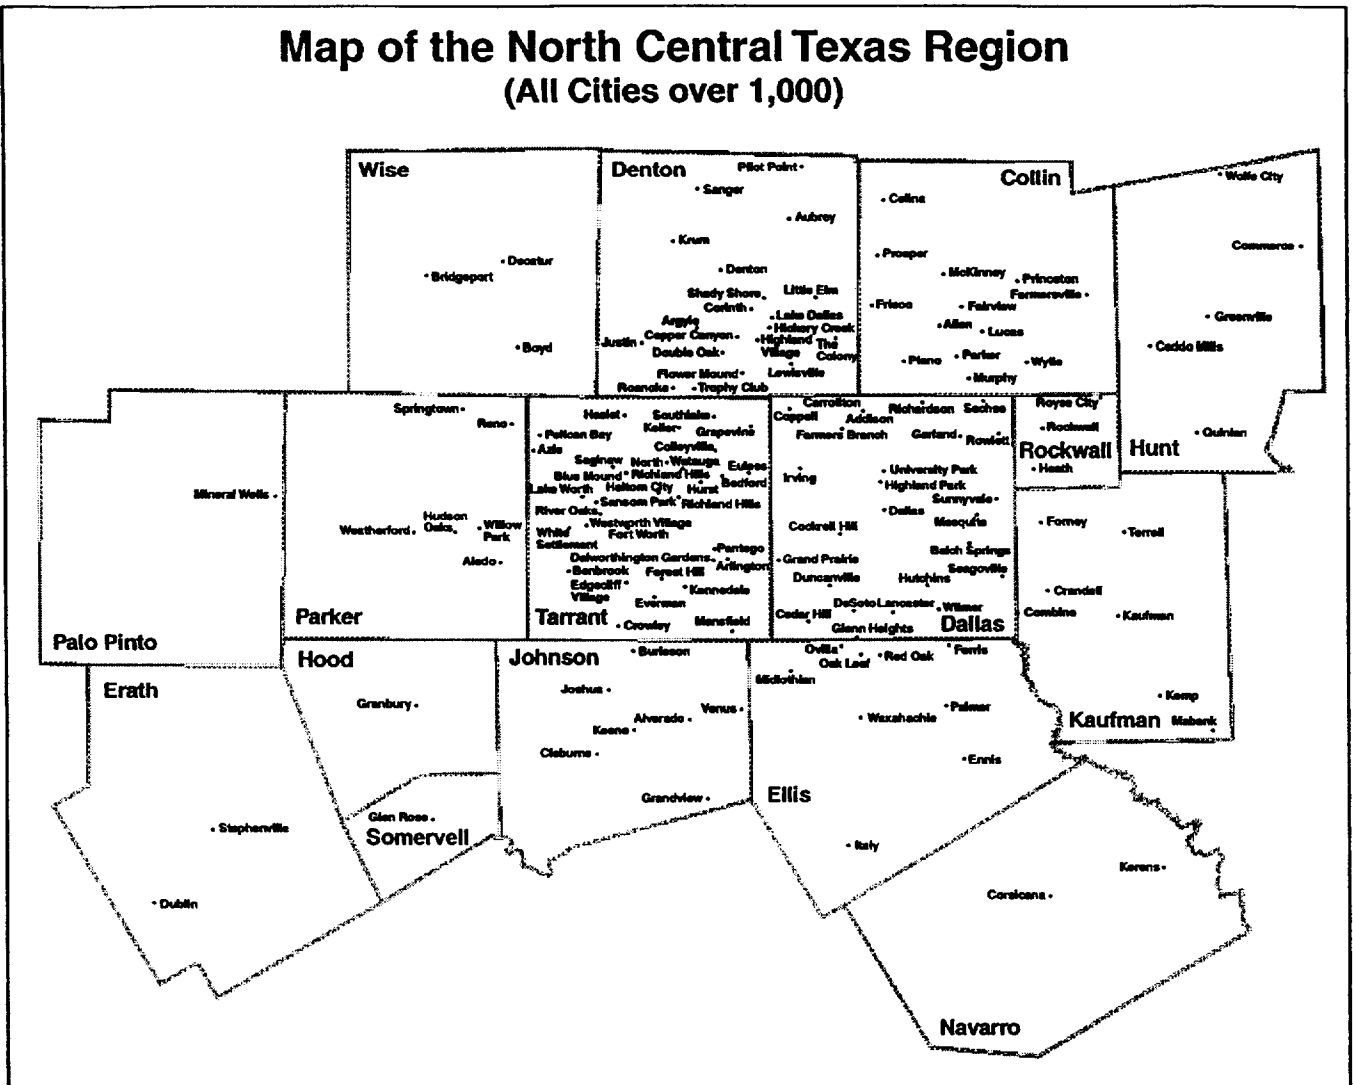 Map of the North Central Texas Region
(All Cities over 1,000)
Wise
Decatur
Bridgeport
Boyd
Denton
Pilot Point
Sanger
Aubrey
Krum
Denton
Shady Shore
Little Elm
Corinth
Lake Dallas
Argyle
Hickory Creek
Copper Canyon
Justin
Highland
Village
The
Colony
Double Oak
Flower Mound
Lewisville
Roanoke
Trophy Club
Collin
Celina
Prosper
McKinney
Princeton
Farmersville
Frisco
Fairview
Allen
Lucas
Plano
Parker
Wylie
Murphy
Wolfe City
Commerce
Greenville
Caddo Mills
Quinlan
Hunt
Mineral Wells
Palo Pinto
Springtown
Reno
Weatherford
Hudson
Oaks
Willow
Park
Aledo
Parker
Haslet
Southlake
Keller
Grapevine
Pelican Bay
Azle
Colleyville
Saginaw
North
Richland Hills
Watauga
Euless
Blue Mound
Bedford
Lake Worth
Haltom City
Hurst
Sansom Park
Richland Hills
River Oaks
Westworth Village
White
Settlement
Fort Worth
Dalworthington Gardens
Pantego
Arlington
Benbrook
Forest Hill
Edgecliff
Village
Kennedale
Everman
Mansfield
Tarrant
Crowley
Carrollton
Coppell
Addison
Richardson
Sachse
Farmers Branch
Garland
Rowlett
Irving
University Park
Highland Park
Sunnyvale
Dallas
Mesquite
Cockrell Hill
Balch Springs
Grand Prairie
Seagoville
Duncanville
Hutchins
DeSoto
Lancaster
Wilmer
Cedar Hill
Glenn Heights
Dallas
Royse City
Rockwall
Rockwall
Heath
Forney
Terrell
Crandall
Combine
Kaufman
Kemp
Kaufman
Mabank
Erath
Stephenville
Dublin
Hood
Granbury
Glen Rose
Somervell
Johnson
Burleson
Joshua
Venus
Alvarado
Keene
Cleburne
Grandview
Ovilla
Oak Leaf
Red Oak
Ferris
Midlothian
Palmer
Waxahachie
Ennis
Ellis
Italy
Kerens
Corsicana
Navarro